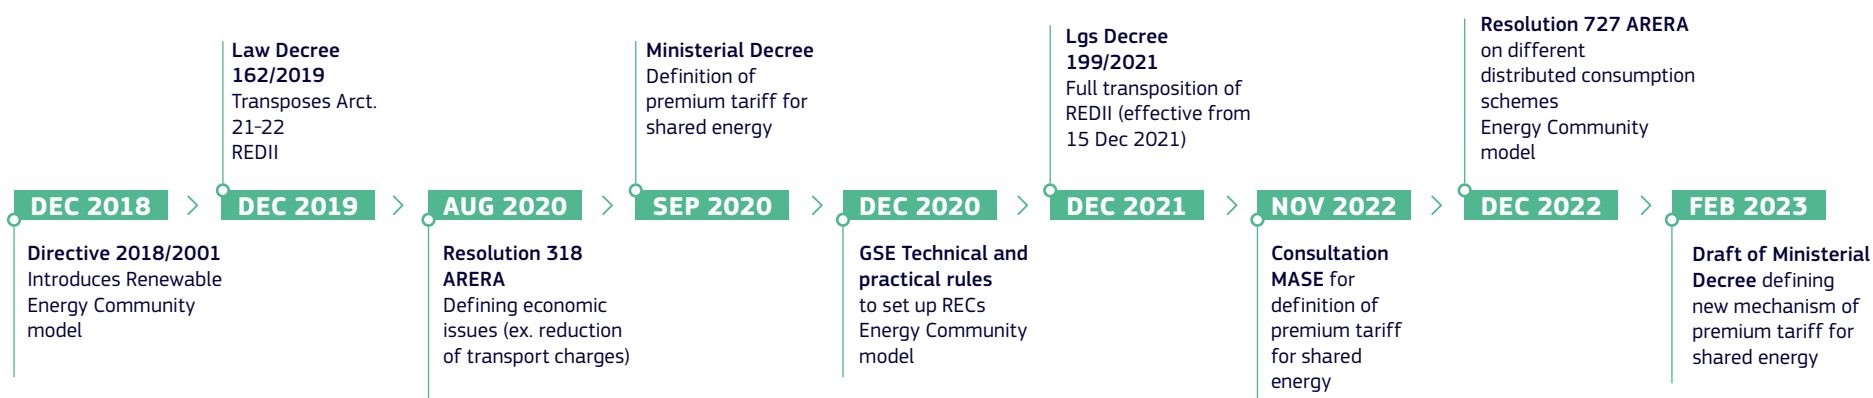 DEC 2018
Directive 2018/2001
Introduces Renewable
Energy Community
model
Law Decree
162/2019
Transposes Arct.
21-22
REDII
DEC 2019
AUG 2020
Resolution 318
ARERA
Defining economic
issues (ex. reduction
of transport charges)
Ministerial Decree
Definition of
premium tariff for
shared energy
SEP 2020
DEC 2020
GSE Technical and
practical rules
to set up RECs
Energy Community
model
Lgs Decree
199/2021
Full transposition of
REDII (effective from
15 Dec 2021)
DEC 2021
NOV 2022
Consultation
MASE for
definition of
premium tariff
for shared
energy
Resolution 727 ARERA
on different
distributed consumption
schemes
Energy Community
model
DEC 2022
FEB 2023
Draft of Ministerial
Decree defining
new mechanism of
premium tariff for
shared energy